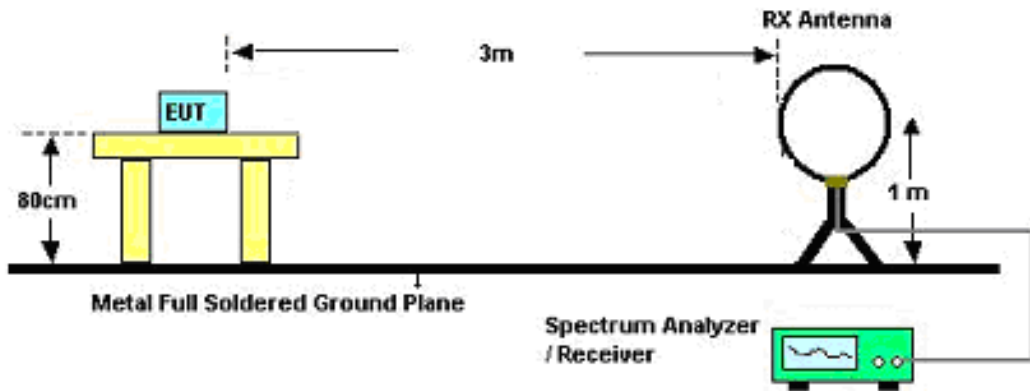 RX Antenna
3m
EUT
80cm
1 m
Metal Full Soldered Ground Plane
Spectrum Analyzer
/ Receiver